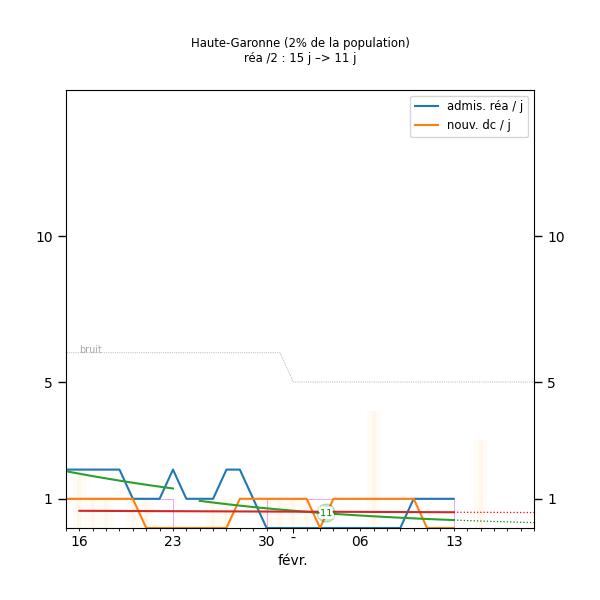 Haute-Garonne (2% de la population)
réa /2 : 15 j –> 11 j
admis. réa / j
nouv. dc / j
10
10
bruit
5
5
1
1
11
16
23
30
-
06
13
févr.